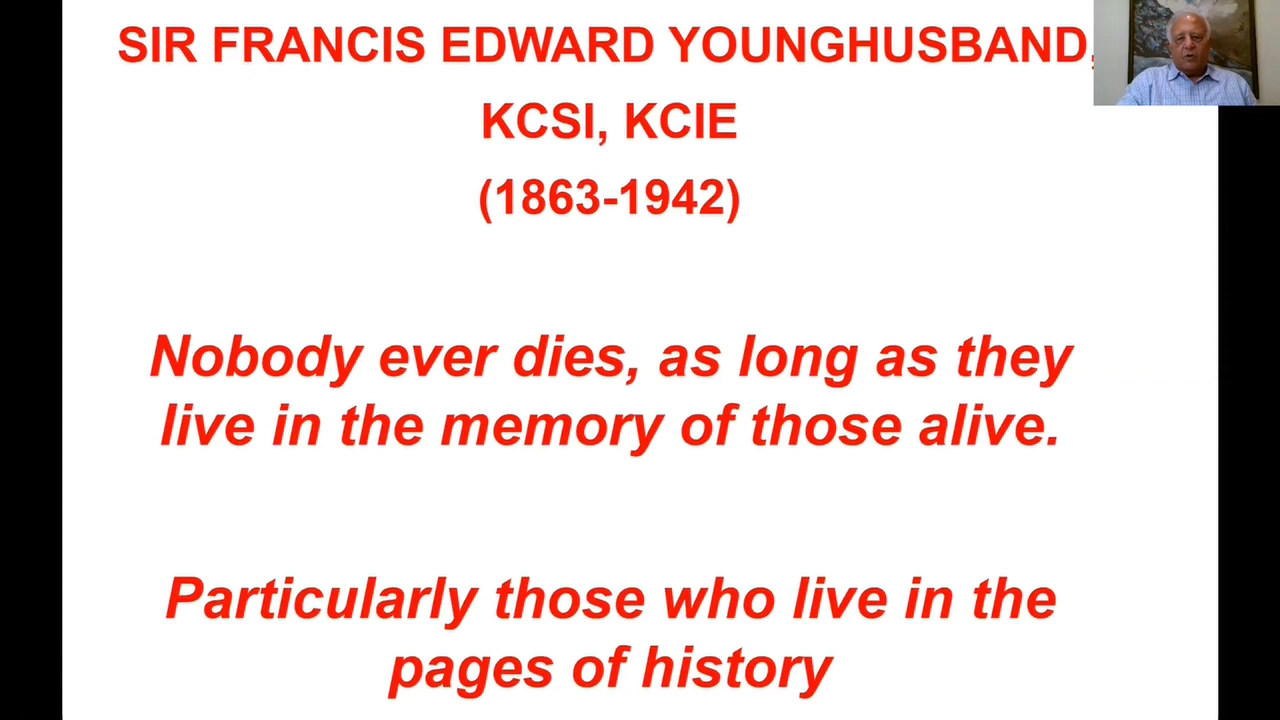 SIR FRANCIS EDWARD YOUNGHUSBAND,
KCSI, KCIE
(1863-1942)
Nobody ever dies, as long as they
live in the memory of those alive.
Particularly those who live in the
pages of history